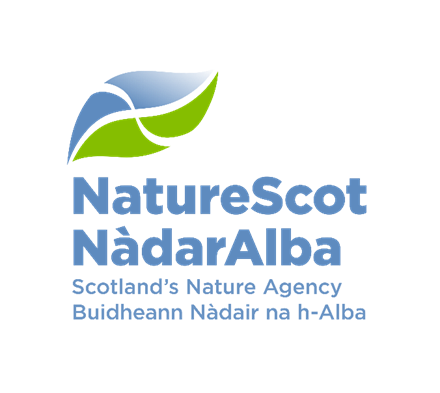 NatureScot
NàdarAlba
Scotland's Nature Agency
Buidheann Nàdair na h-Alba